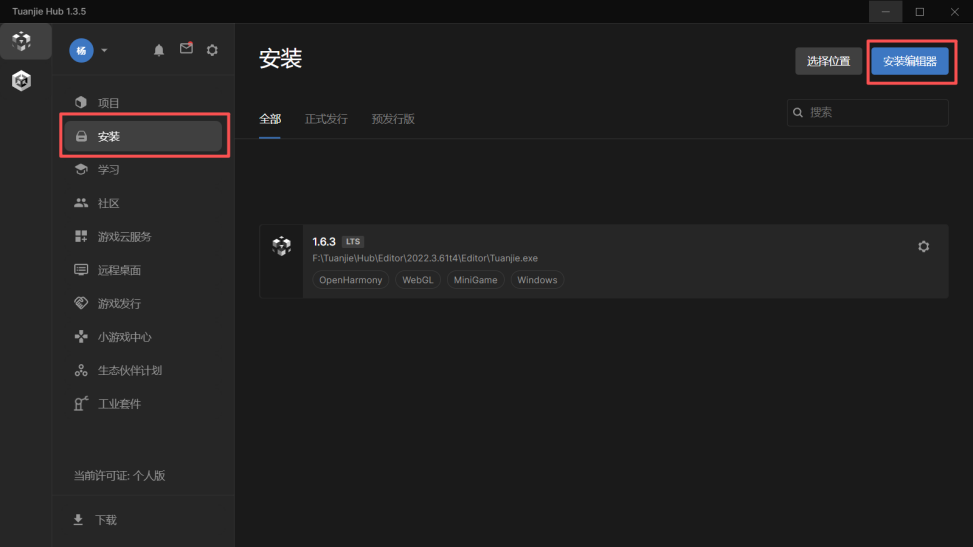 Tuanjie Hub 1.3.5
杨
项目
安装
学习
社区
游戏云服务
远程桌面
游戏发行
小游戏中心
生态伙伴计划
工业套件
当前许可证: 个人版
下载
安装
选择位置
安装编辑器
全部
正式发行
预发行版
搜索
1.6.3 LTS
F:\Tuanjie\Hub\Editor\2022.3.61t4\Editor\Tuanjie.exe
OpenHarmony WebGL MiniGame Windows